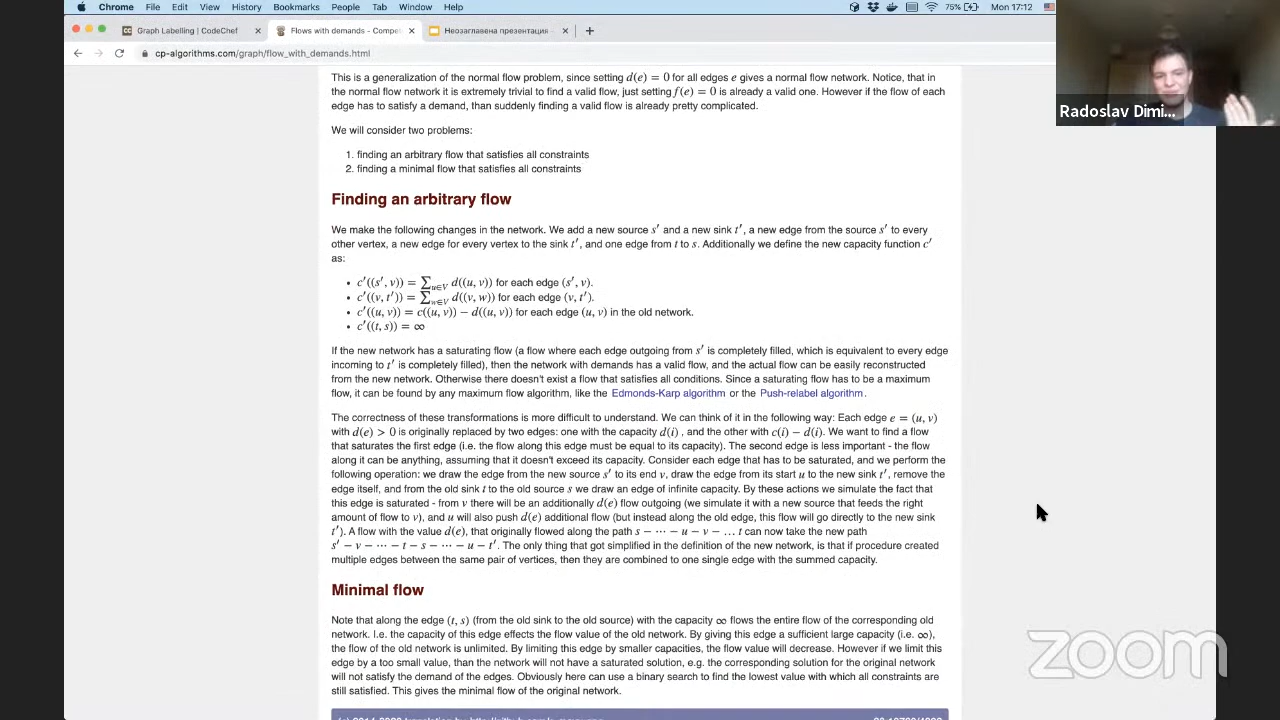 Chrome File Edit View History Bookmarks People Tab Window Help
75% Mon 17:12
Graph Labelling | CodeChef
Flows with demands - Compe
Неозаглавена презентация -
cp-algorithms.com/graph/flow_with_demands.html
Radoslav Dimi...
This is a generalization of the normal flow problem, since setting d(e) = 0 for all edges e gives a normal flow network. Notice, that in
the normal flow network it is extremely trivial to find a valid flow, just setting f(e) = 0 is already a valid one. However if the flow of each
edge has to satisfy a demand, than suddenly finding a valid flow is already pretty complicated.
We will consider two problems:
1. finding an arbitrary flow that satisfies all constraints
2. finding a minimal flow that satisfies all constraints
Finding an arbitrary flow
We make the following changes in the network. We add a new source s′ and a new sink t′, a new edge from the source s′ to every
other vertex, a new edge for every vertex to the sink t′, and one edge from t to s. Additionally we define the new capacity function c′
as:
• c′((s′, v)) = ∑u∈V d((u, v)) for each edge (s′, v).
• c′((v, t′)) = ∑w∈V d((v, w)) for each edge (v, t′).
• c′((u, v)) = c((u, v)) − d((u, v)) for each edge (u, v) in the old network.
• c′((t, s)) = ∞
If the new network has a saturating flow (a flow where each edge outgoing from s′ is completely filled, which is equivalent to every edge
incoming to t′ is completely filled), then the network with demands has a valid flow, and the actual flow can be easily reconstructed
from the new network. Otherwise there doesn't exist a flow that satisfies all conditions. Since a saturating flow has to be a maximum
flow, it can be found by any maximum flow algorithm, like the Edmonds-Karp algorithm or the Push-relabel algorithm.
The correctness of these transformations is more difficult to understand. We can think of it in the following way: Each edge e = (u, v)
with d(e) > 0 is originally replaced by two edges: one with the capacity d(i) , and the other with c(i) − d(i). We want to find a flow
that saturates the first edge (i.e. the flow along this edge must be equal to its capacity). The second edge is less important - the flow
along it can be anything, assuming that it doesn't exceed its capacity. Consider each edge that has to be saturated, and we perform the
following operation: we draw the edge from the new source s′ to its end v, draw the edge from its start u to the new sink t′, remove the
edge itself, and from the old sink t to the old source s we draw an edge of infinite capacity. By these actions we simulate the fact that
this edge is saturated - from v there will be an additionally d(e) flow outgoing (we simulate it with a new source that feeds the right
amount of flow to v), and u will also push d(e) additional flow (but instead along the old edge, this flow will go directly to the new sink
t′). A flow with the value d(e), that originally flowed along the path s − ⋯ − u − v − … t can now take the new path
s′ − v − ⋯ − t − s − ⋯ − u − t′. The only thing that got simplified in the definition of the new network, is that if procedure created
multiple edges between the same pair of vertices, then they are combined to one single edge with the summed capacity.
Minimal flow
Note that along the edge (t, s) (from the old sink to the old source) with the capacity ∞ flows the entire flow of the corresponding old
network. I.e. the capacity of this edge effects the flow value of the old network. By giving this edge a sufficient large capacity (i.e. ∞),
the flow of the old network is unlimited. By limiting this edge by smaller capacities, the flow value will decrease. However if we limit this
edge by a too small value, than the network will not have a saturated solution, e.g. the corresponding solution for the original network
will not satisfy the demand of the edges. Obviously here can use a binary search to find the lowest value with which all constraints are
still satisfied. This gives the minimal flow of the original network.
zoom